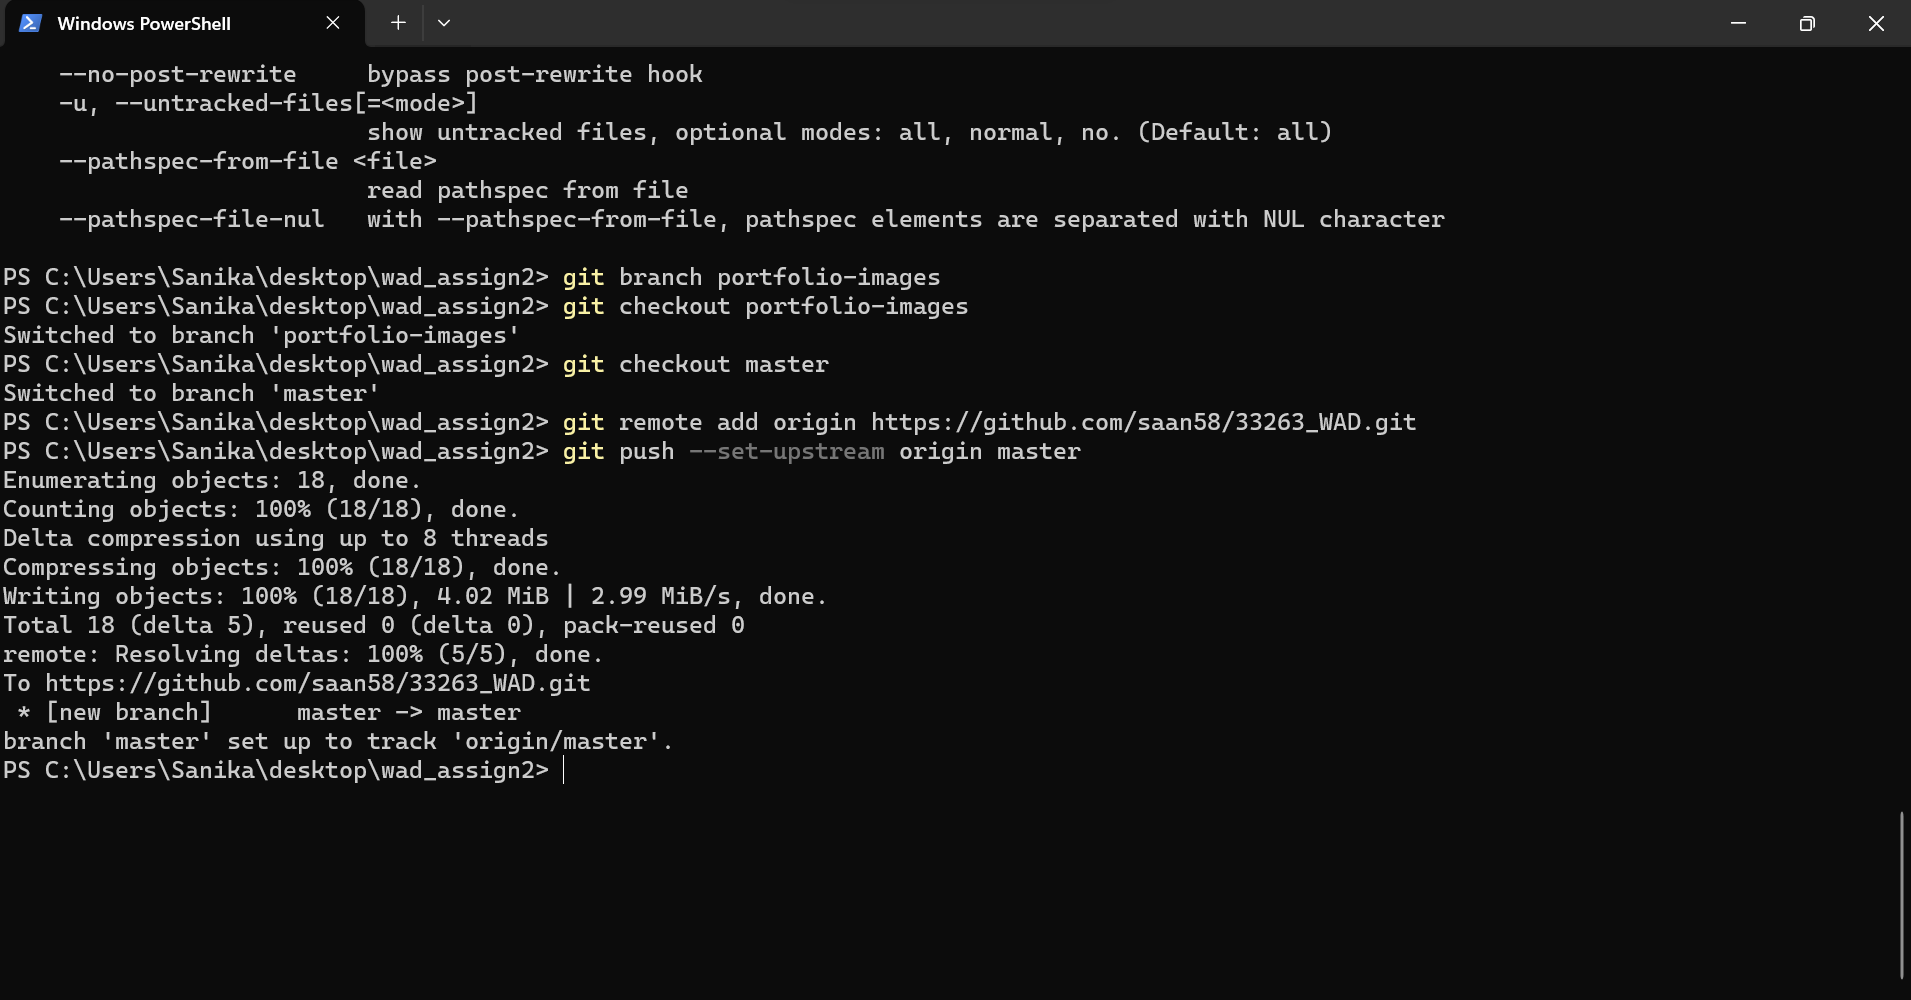 Windows PowerShell
--no-post-rewrite     bypass post-rewrite hook
-u, --untracked-files[=<mode>]
show untracked files, optional modes: all, normal, no. (Default: all)
--pathspec-from-file <file>
read pathspec from file
--pathspec-file-nul   with --pathspec-from-file, pathspec elements are separated with NUL character
PS C:\Users\Sanika\desktop\wad_assign2> git branch portfolio-images
PS C:\Users\Sanika\desktop\wad_assign2> git checkout portfolio-images
Switched to branch 'portfolio-images'
PS C:\Users\Sanika\desktop\wad_assign2> git checkout master
Switched to branch 'master'
PS C:\Users\Sanika\desktop\wad_assign2> git remote add origin https://github.com/saan58/33263_WAD.git
PS C:\Users\Sanika\desktop\wad_assign2> git push --set-upstream origin master
Enumerating objects: 18, done.
Counting objects: 100% (18/18), done.
Delta compression using up to 8 threads
Compressing objects: 100% (18/18), done.
Writing objects: 100% (18/18), 4.02 MiB | 2.99 MiB/s, done.
Total 18 (delta 5), reused 0 (delta 0), pack-reused 0
remote: Resolving deltas: 100% (5/5), done.
To https://github.com/saan58/33263_WAD.git
 * [new branch]      master -> master
branch 'master' set up to track 'origin/master'.
PS C:\Users\Sanika\desktop\wad_assign2>